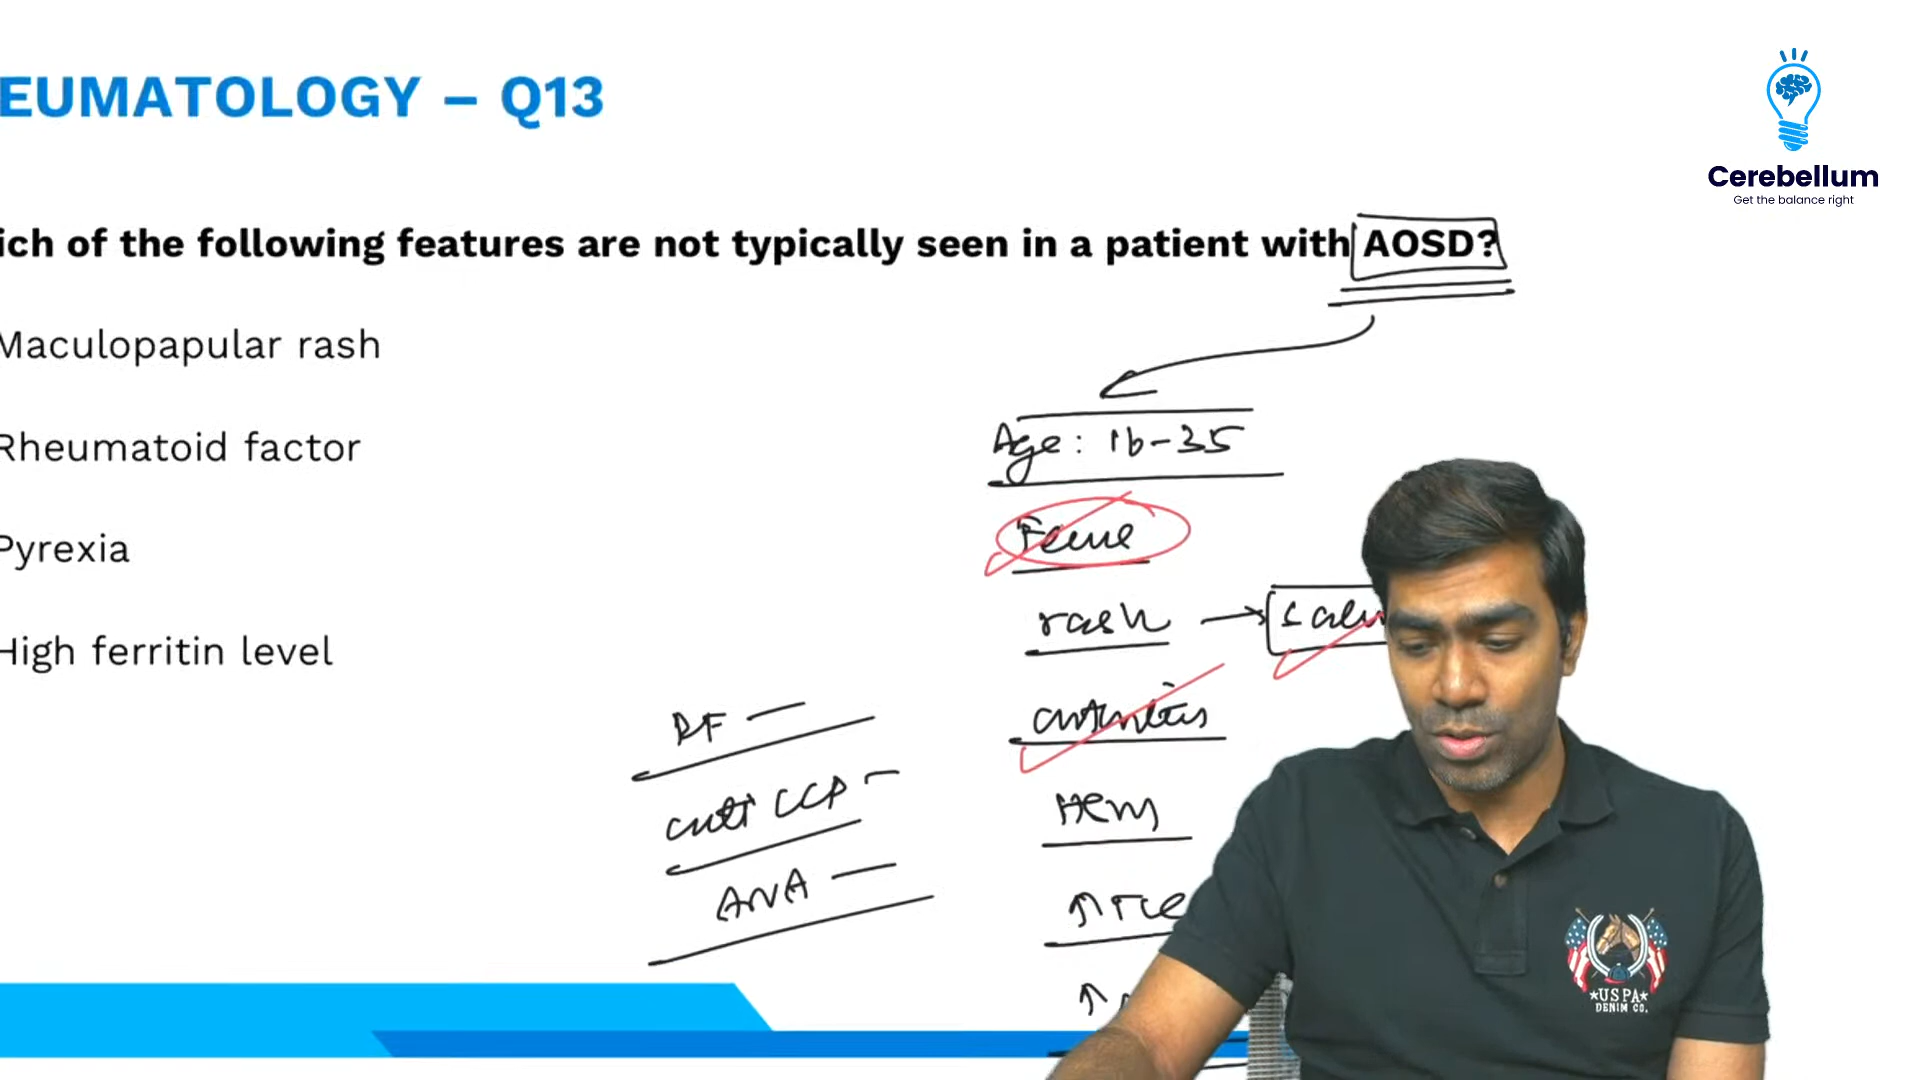 EUMATOLOGY – Q13
Cerebellum
Get the balance right
ich of the following features are not typically seen in a patient with AOSD?
Maculopapular rash
Rheumatoid factor
Pyrexia
High ferritin level
Age: 16-35
rash →
RF —
anti CCP –
ANA —
arthritis
↑
↑
★USPA★
DENIM CO.